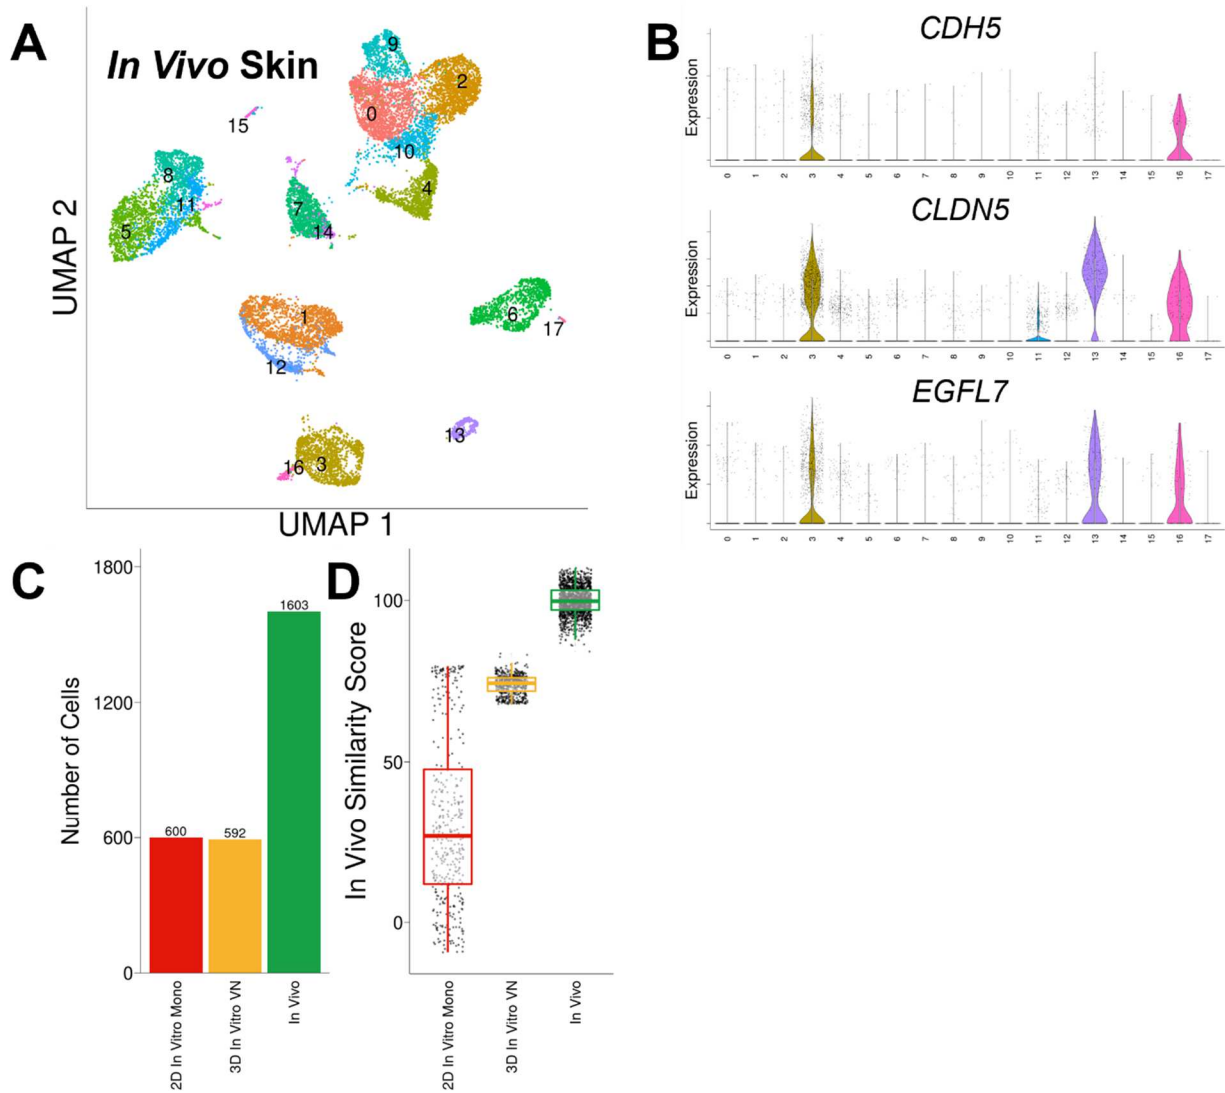 A
In Vivo Skin
UMAP 2
9
2
0
15
10
8
4
11
7
5
14
1
6
17
12
13
16
3
UMAP 1
B
CDH5
Expression
0 1 2 3 4 5 6 7 8 9 10 11 12 13 14 15 16 17
CLDN5
Expression
0 1 2 3 4 5 6 7 8 9 10 11 12 13 14 15 16 17
EGFL7
Expression
0 1 2 3 4 5 6 7 8 9 10 11 12 13 14 15 16 17
C
Number of Cells
1800
1200
600
0
600
592
1603
2D In Vitro Mono
3D In Vitro VN
In Vivo
D
In Vivo Similarity Score
100
50
0
2D In Vitro Mono
3D In Vitro VN
In Vivo